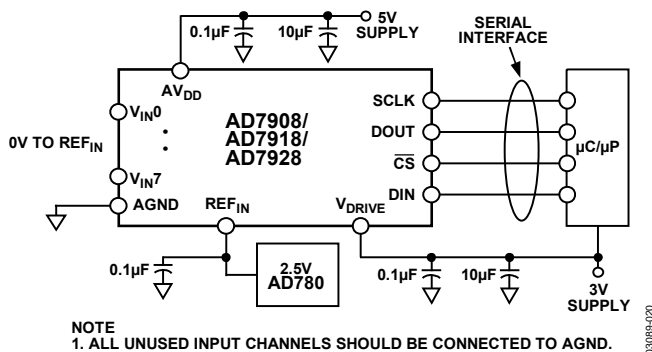 0.1µF
10µF
5V
SUPPLY
SERIAL
INTERFACE
AVDD
VIN0
0V TO REFIN
VIN7
AGND
AD7908/
AD7918/
AD7928
REFIN
VDRIVE
SCLK
DOUT
CS
DIN
µC/µP
0.1µF
2.5V
AD780
0.1µF
10µF
3V
SUPPLY
NOTE
1. ALL UNUSED INPUT CHANNELS SHOULD BE CONNECTED TO AGND.
03089-020